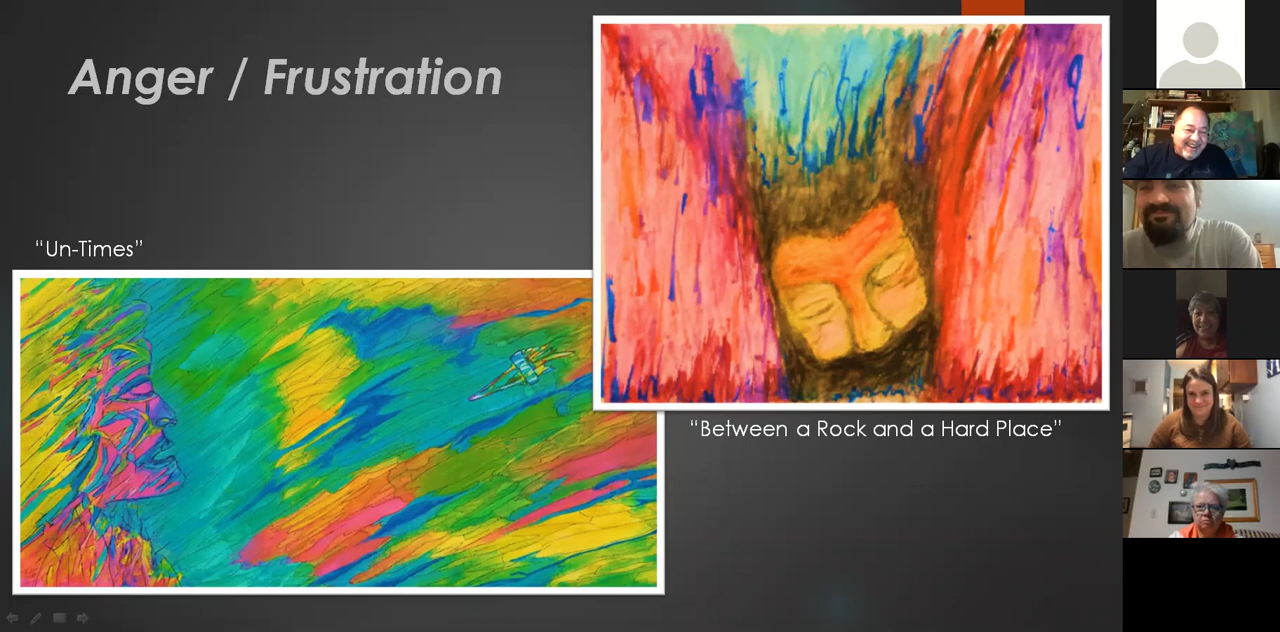 Anger / Frustration
“Un-Times”
“Between a Rock and a Hard Place”